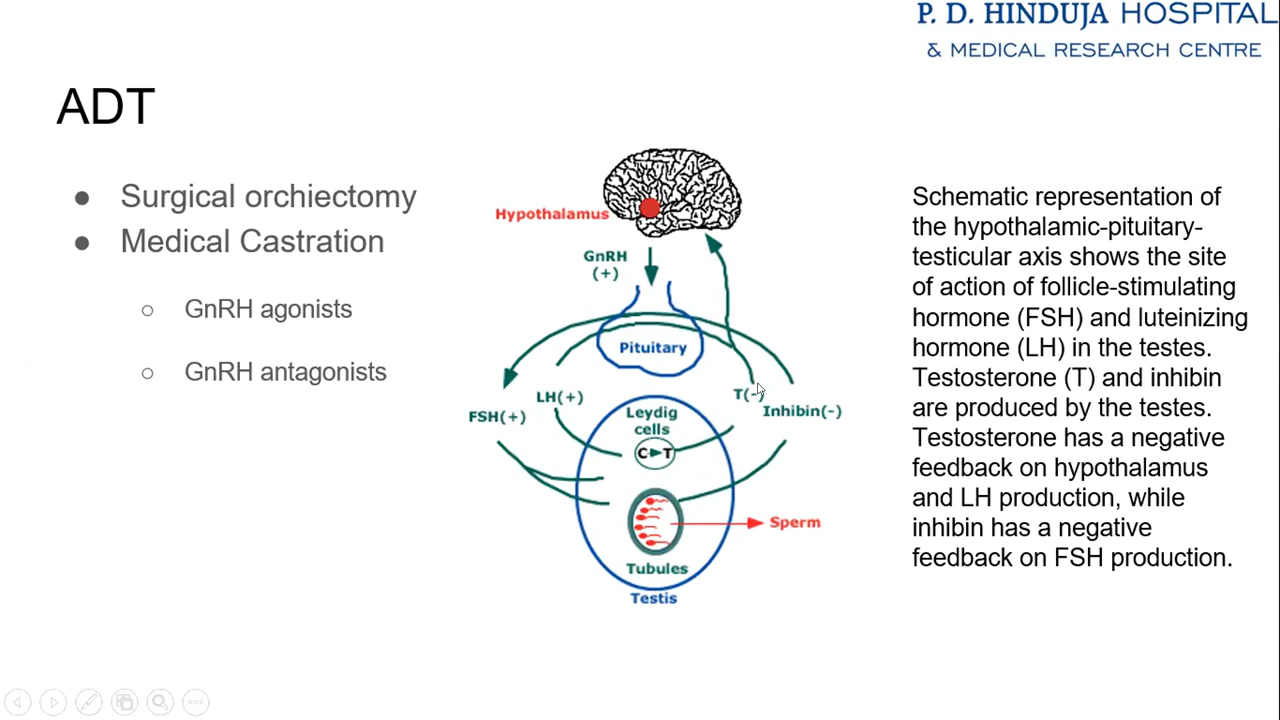 P. D. HINDUJA HOSPITAL
& MEDICAL RESEARCH CENTRE
ADT
● Surgical orchiectomy
● Medical Castration
○ GnRH agonists
○ GnRH antagonists
Hypothalamus
GnRH
(+)
Pituitary
LH(+)
T(-)
FSH(+)
Inhibin(-)
Leydig
cells
C►T
Sperm
Tubules
Testis
Schematic representation of
the hypothalamic-pituitary-
testicular axis shows the site
of action of follicle-stimulating
hormone (FSH) and luteinizing
hormone (LH) in the testes.
Testosterone (T) and inhibin
are produced by the testes.
Testosterone has a negative
feedback on hypothalamus
and LH production, while
inhibin has a negative
feedback on FSH production.